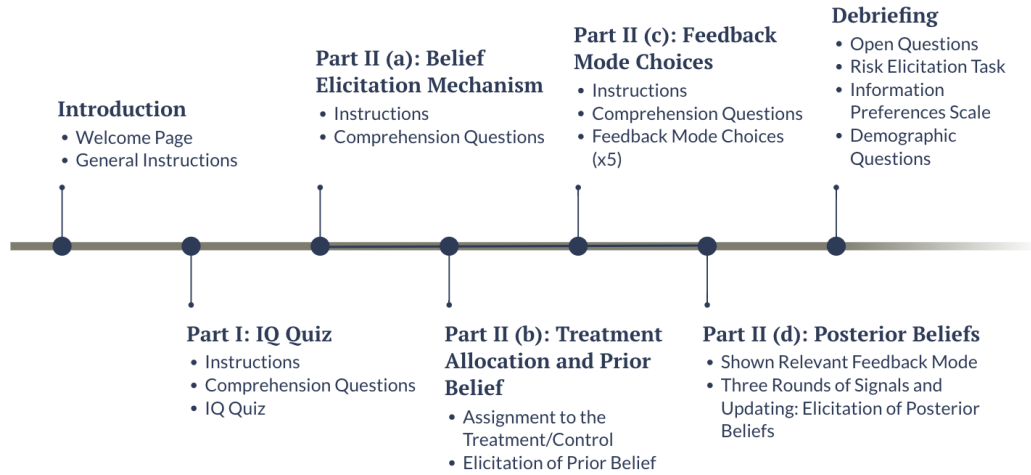 Introduction
• Welcome Page
• General Instructions
Part I: IQ Quiz
• Instructions
• Comprehension Questions
• IQ Quiz
Part II (a): Belief
Elicitation Mechanism
• Instructions
• Comprehension Questions
Part II (b): Treatment
Allocation and Prior
Belief
• Assignment to the
Treatment/Control
• Elicitation of Prior Belief
Part II (c): Feedback
Mode Choices
• Instructions
• Comprehension Questions
• Feedback Mode Choices
(x5)
Part II (d): Posterior Beliefs
• Shown Relevant Feedback Mode
• Three Rounds of Signals and
Updating: Elicitation of Posterior
Beliefs
Debriefing
• Open Questions
• Risk Elicitation Task
• Information
Preferences Scale
• Demographic
Questions